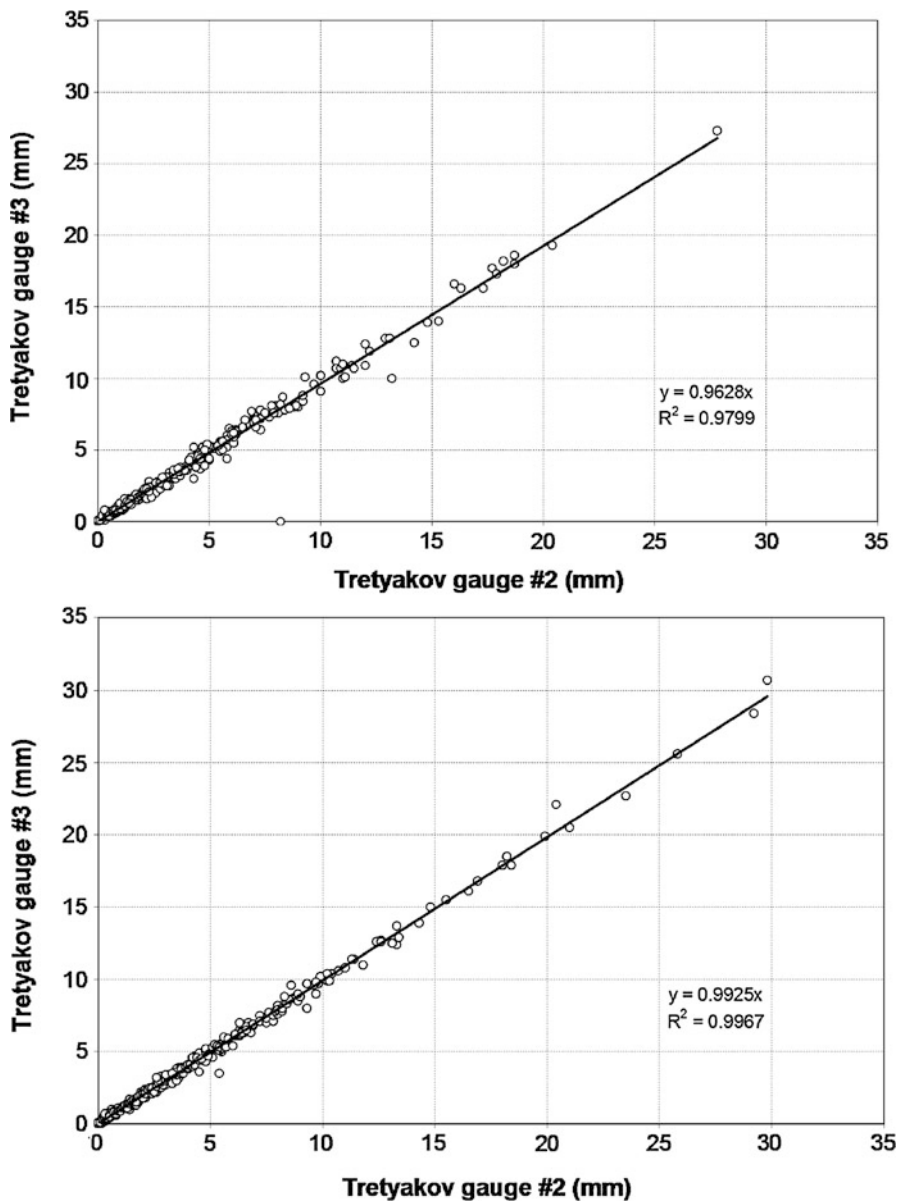 35
30
25
20
15
10
5
0
Tretyakov gauge #3 (mm)
y = 0.9628x
R² = 0.9799
0 5 10 15 20 25 30 35
Tretyakov gauge #2 (mm)
35
30
25
20
15
10
5
0
Tretyakov gauge #3 (mm)
y = 0.9925x
R² = 0.9967
0 5 10 15 20 25 30 35
Tretyakov gauge #2 (mm)